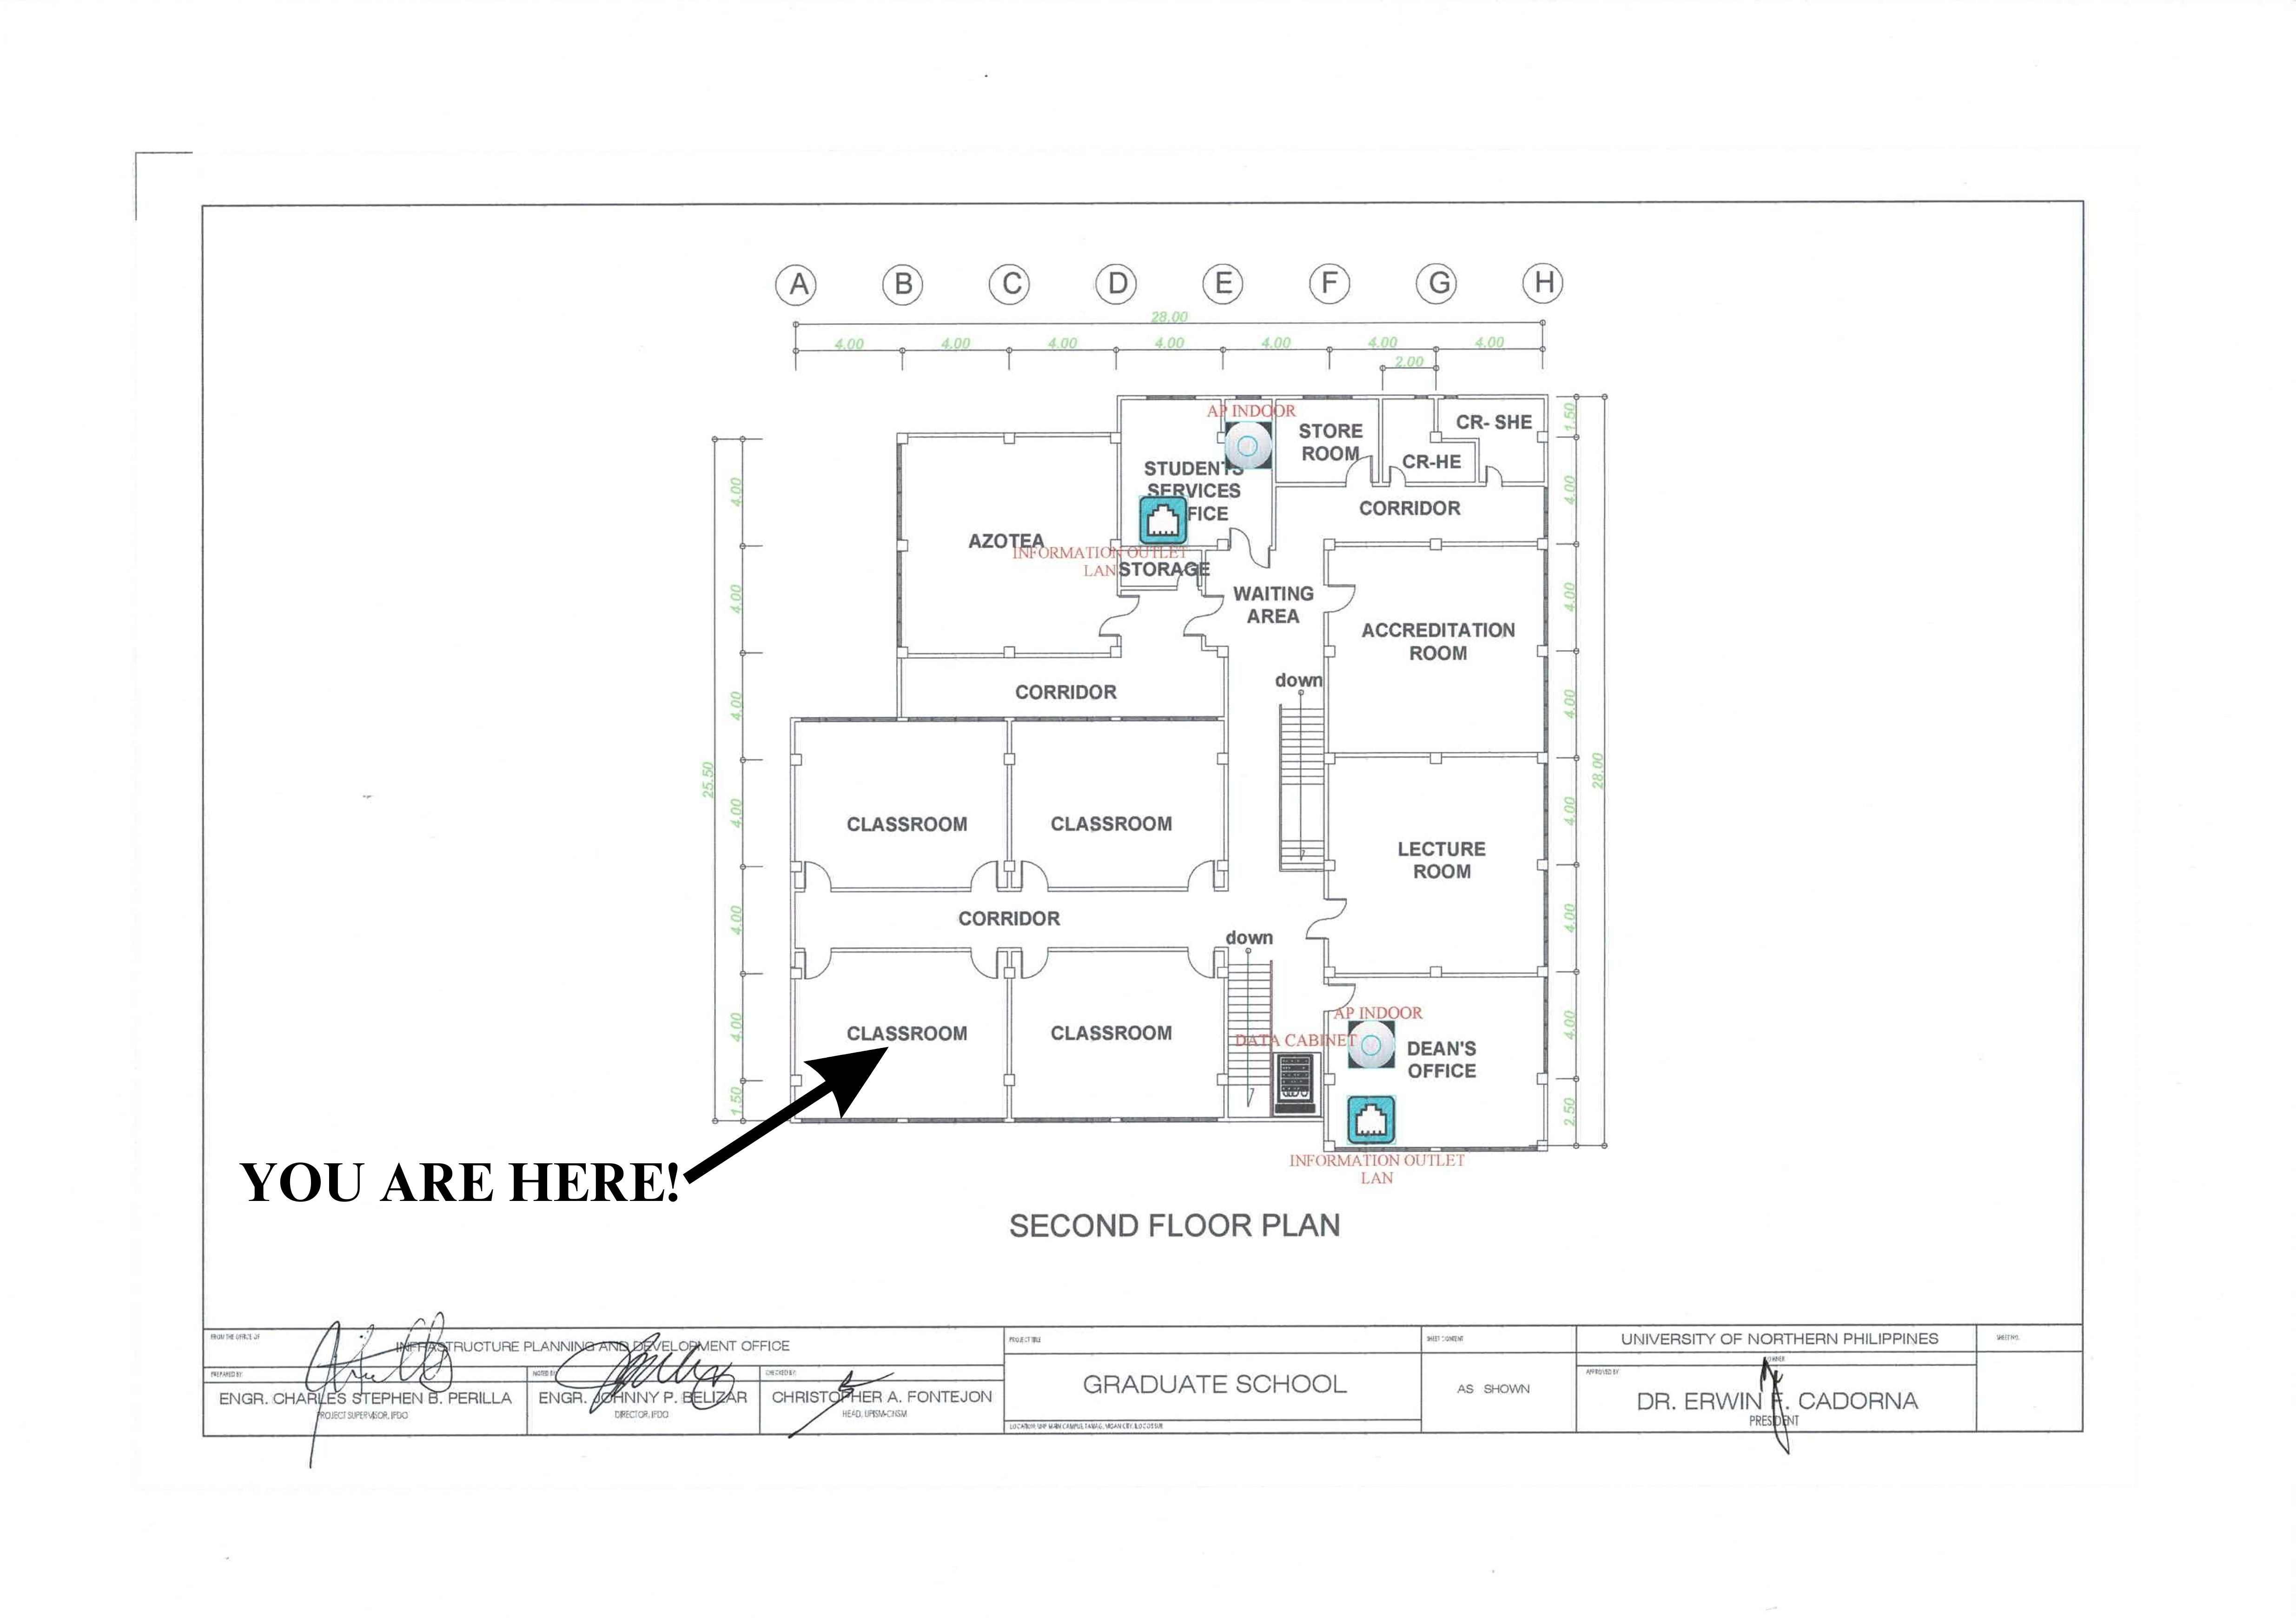 A B C D E F G H
28.00
4.00 4.00 4.00 4.00 4.00 4.00 4.00
2.00
AP INDOOR
STORE
ROOM
CR- SHE
CR-HE
1.50
STUDENTS
SERVICES
FICE
CORRIDOR
4.00
4.00
AZOTEA
INFORMATION OUTLET
LAN
STORAGE
WAITING
AREA
ACCREDITATION
ROOM
4.00
4.00
CORRIDOR
down
4.00
4.00
25.50
28.00
CLASSROOM
CLASSROOM
LECTURE
ROOM
4.00
4.00
CORRIDOR
down
4.00
4.00
CLASSROOM
CLASSROOM
AP INDOOR
DATA CABINET
DEAN'S
OFFICE
4.00
4.00
1.50
2.50
INFORMATION OUTLET
LAN
YOU ARE HERE!
SECOND FLOOR PLAN
FROM THE OFFICE OF
INFRASTRUCTURE PLANNING AND DEVELOPMENT OFFICE
PREPARED BY:
ENGR. CHARLES STEPHEN B. PERILLA
PROJECT SUPERVISOR, IPDO
NOTED BY:
ENGR. JOHNNY P. BELIZAR
DIRECTOR, IPDO
CHECKED BY:
CHRISTOPHER A. FONTEJON
HEAD, UPISM-CNSM
PROJECT TITLE
GRADUATE SCHOOL
LOCATION: UNP MAIN CAMPUS, TAMAG, VIGAN CITY, ILOCOS SUR
SHEET CONTENT
AS SHOWN
UNIVERSITY OF NORTHERN PHILIPPINES
OWNER
APPROVED BY
DR. ERWIN F. CADORNA
PRESIDENT
SHEET NO.